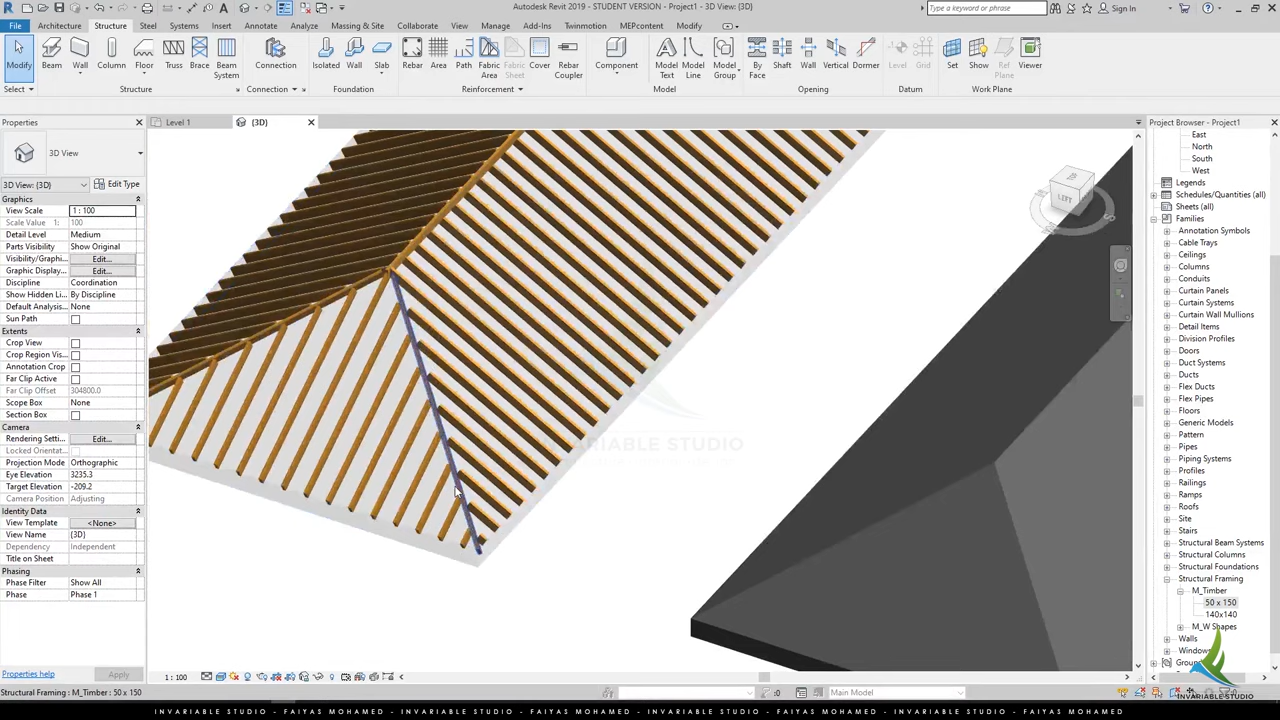 Autodesk Revit 2019 - STUDENT VERSION - Project1 - 3D View: {3D}
Type a keyword or phrase
Sign In
File Architecture Structure Steel Systems Insert Annotate Analyze Massing & Site Collaborate View Manage Add-Ins Twinmotion MEPcontent Modify
Modify Beam Wall Column Floor Truss Brace Beam System Connection Isolated Wall Slab Rebar Area Path Fabric Area Fabric Sheet Cover Rebar Coupler Component Model Text Model Line Model Group By Face Shaft Wall Vertical Dormer Level Grid Set Show Ref Plane Viewer
Select Structure Connection Foundation Reinforcement Model Opening Datum Work Plane
Properties
Level 1
{3D}
Project Browser - Project1
3D View
3D View: {3D}
Edit Type
Graphics
View Scale 1 : 100
Scale Value 1: 100
Detail Level Medium
Parts Visibility Show Original
Visibility/Graphi... Edit...
Graphic Display... Edit...
Discipline Coordination
Show Hidden Li... By Discipline
Default Analysis... None
Sun Path
Extents
Crop View
Crop Region Vis...
Annotation Crop
Far Clip Active
Far Clip Offset 304800.0
Scope Box None
Section Box
Camera
Rendering Setti... Edit...
Locked Orientat...
Projection Mode Orthographic
Eye Elevation 3235.3
Target Elevation -209.2
Camera Position Adjusting
Identity Data
View Template <None>
View Name {3D}
Dependency Independent
Title on Sheet
Phasing
Phase Filter Show All
Phase Phase 1
Properties help
Apply
LEFT
INVARIABLE STUDIO
East
North
South
West
Legends
Schedules/Quantities (all)
Sheets (all)
Families
Annotation Symbols
Cable Trays
Ceilings
Columns
Conduits
Curtain Panels
Curtain Systems
Curtain Wall Mullions
Detail Items
Division Profiles
Doors
Duct Systems
Ducts
Flex Ducts
Flex Pipes
Floors
Generic Models
Pattern
Pipes
Piping Systems
Profiles
Railings
Ramps
Roofs
Site
Stairs
Structural Beam Systems
Structural Columns
Structural Foundations
Structural Framing
M_Timber
50 x 150
140x140
M_W Shapes
Walls
Windows
1 : 100
Structural Framing : M_Timber : 50 x 150
:0
Main Model
INVARIABLE STUDIO
INVARIABLE STUDIO - FAIYAS MOHAMED - INVARIABLE STUDIO - FAIYAS MOHAMED - INVARIABLE STUDIO - FAIYAS MOHAMED - INVARIABLE STUDIO - FAIYAS MOHAMED